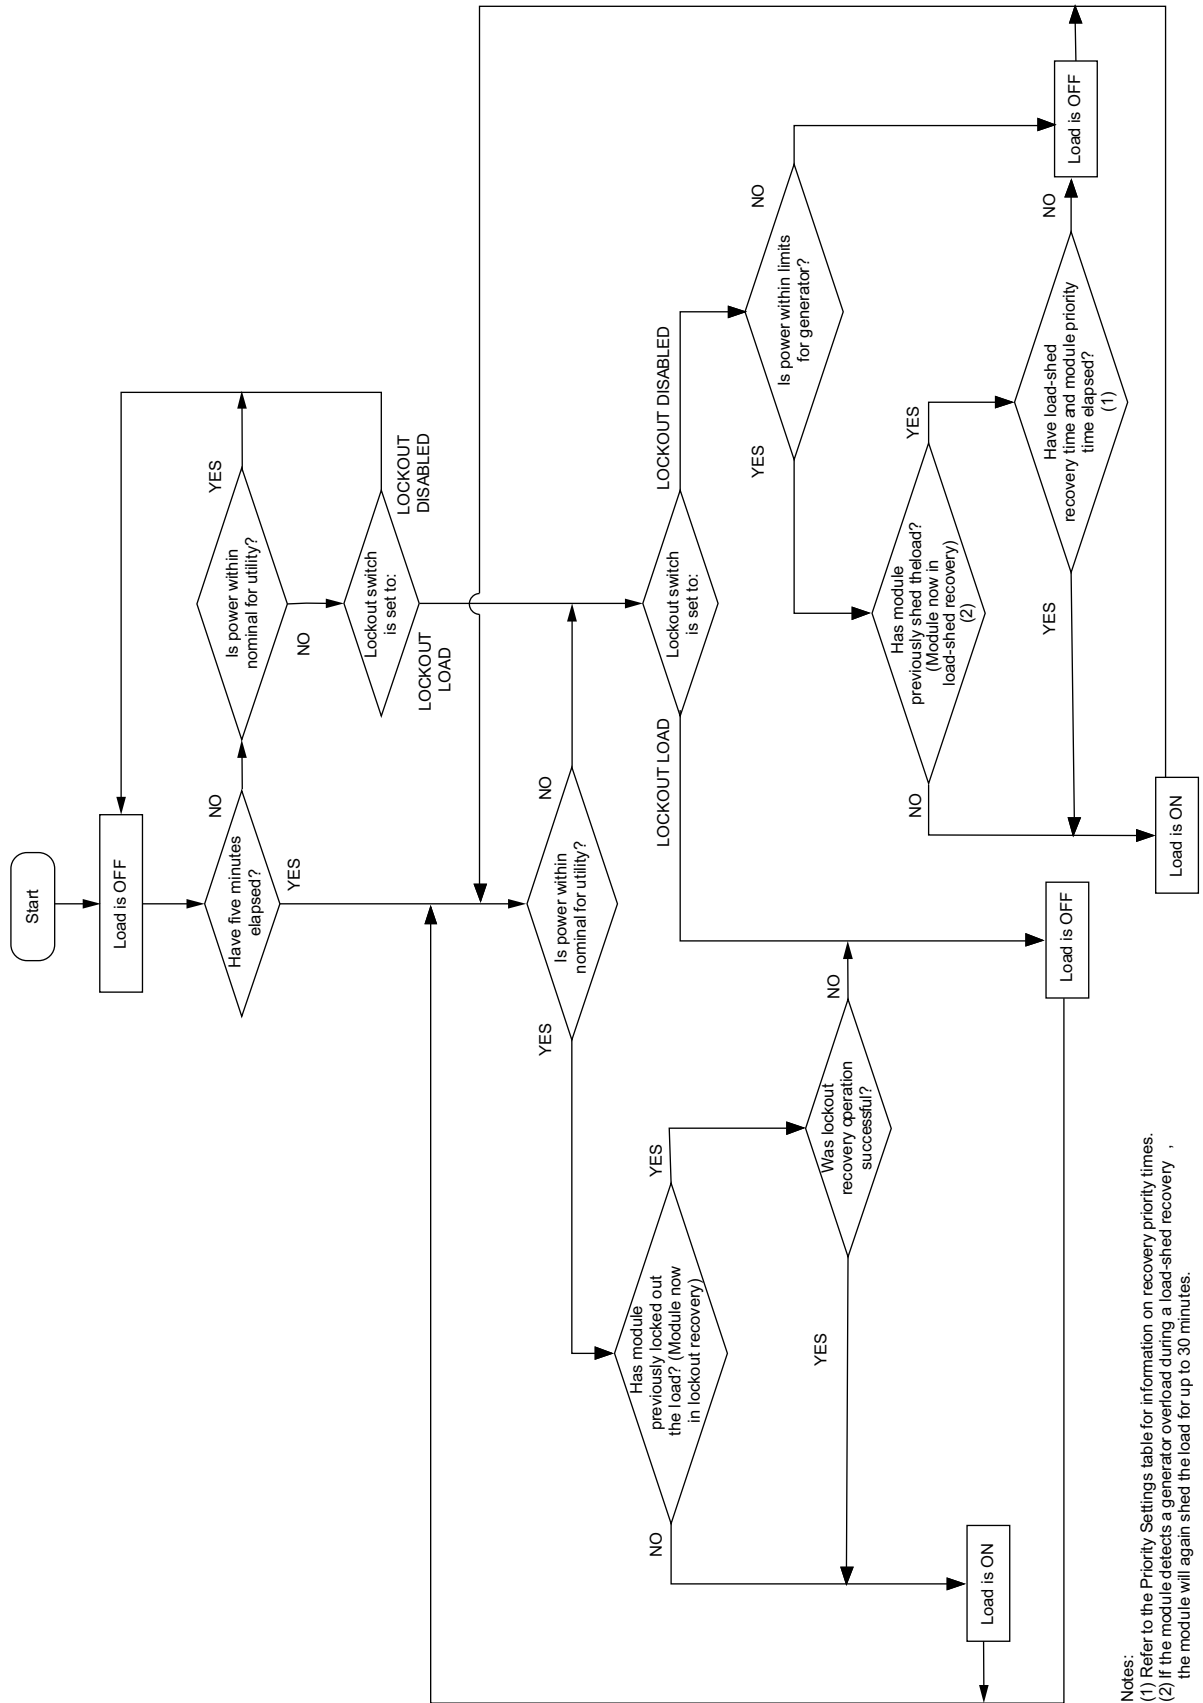 Start
Load is OFF
Have five minutes
elapsed?
NO
YES
Is power within
nominal for utility?
YES
NO
Lockout switch
is set to:
LOCKOUT
DISABLED
LOCKOUT
LOAD
Is power within
nominal for utility?
YES
NO
Has module
previously locked out
the load? (Module now
in lockout recovery)
YES
NO
Was lockout
recovery operation
successful?
NO
YES
Load is ON
Load is OFF
Lockout switch
is set to:
LOCKOUT LOAD
LOCKOUT DISABLED
Is power within limits
for generator?
NO
YES
Has module
previously shed theload?
(Module now in
load-shed recovery)
(2)
YES
NO
Have load-shed
recovery time and module priority
time elapsed?
(1)
NO
YES
Load is OFF
Load is ON
Notes:
(1) Refer to the Priority Settings table for information on recovery priority times.
(2) If the module detects a generator overload during a load-shed recovery ,
the module will again shed the load for up to 30 minutes.